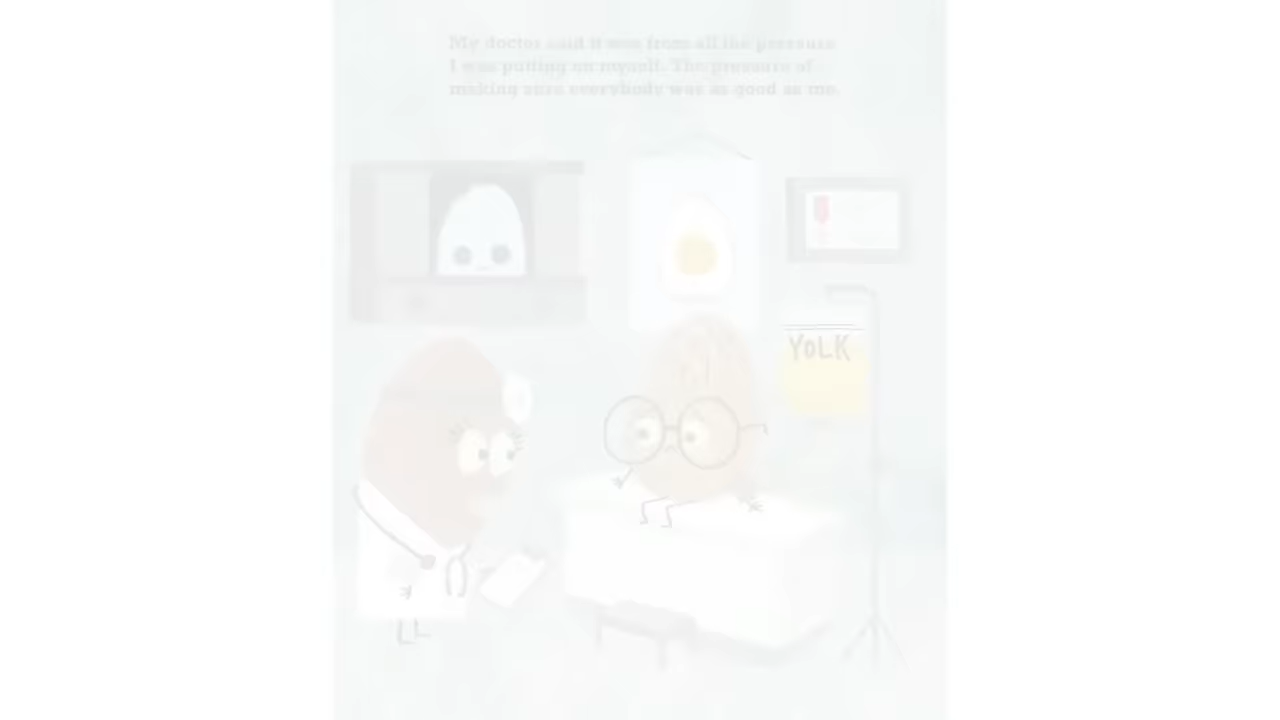 My doctor said it was from all the pressure
I was putting on myself. The pressure of
making sure everybody was as good as me.
YOLK